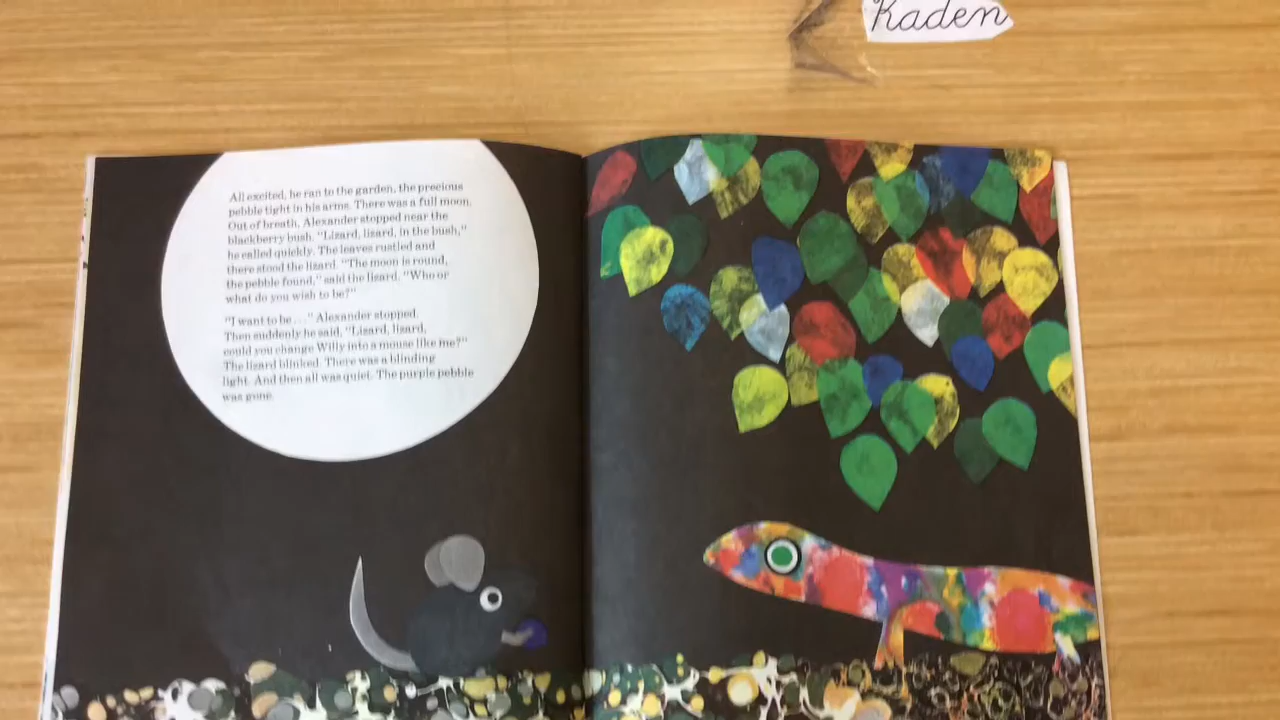 Kaden
All excited, he ran to the garden, the precious
pebble tight in his arms. There was a full moon.
Out of breath, Alexander stopped near the
blackberry bush. "Lizard, lizard, in the bush,"
he called quickly. The leaves rustled and
there stood the lizard. "The moon is round,
the pebble found," said the lizard. "Who or
what do you wish to be?"
"I want to be . . ." Alexander stopped.
Then suddenly he said, "Lizard, lizard,
could you change Willy into a mouse like me?"
The lizard blinked. There was a blinding
light. And then all was quiet. The purple pebble
was gone.